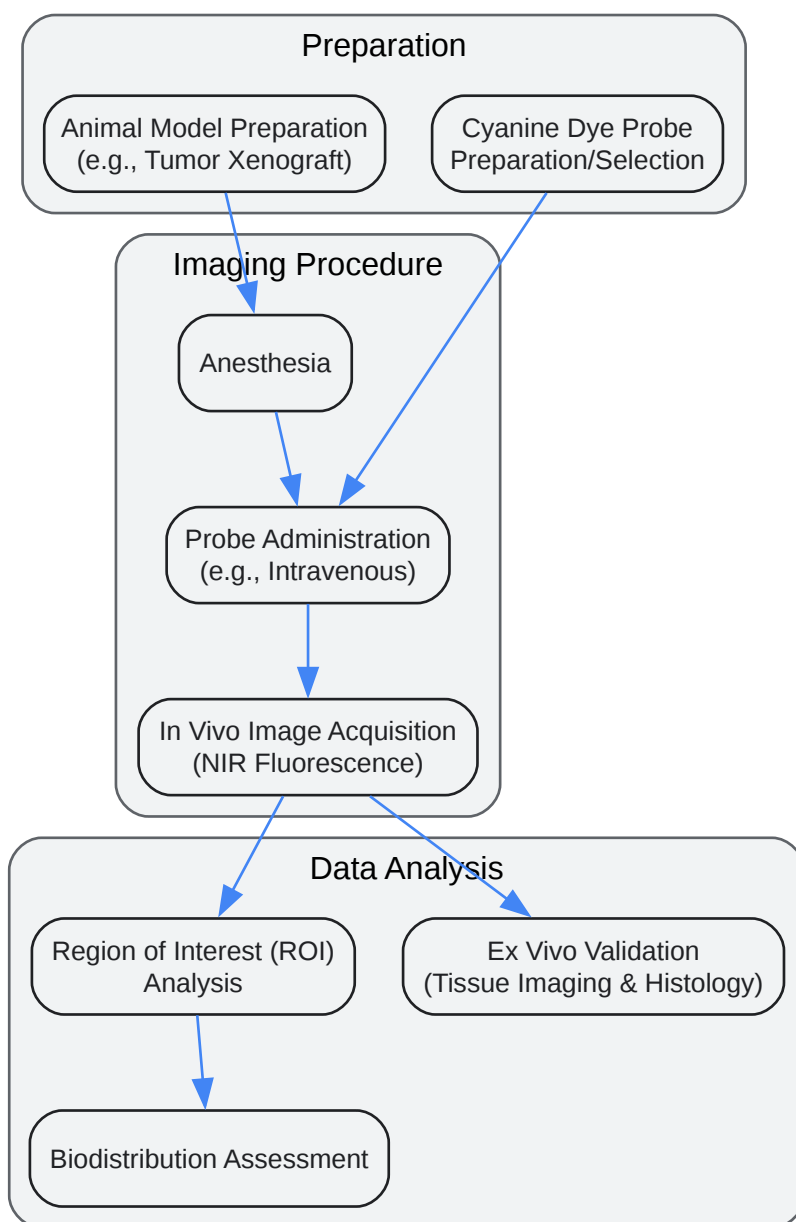 Preparation
Animal Model Preparation
(e.g., Tumor Xenograft)
Cyanine Dye Probe
Preparation/Selection
Imaging Procedure
Anesthesia
Probe Administration
(e.g., Intravenous)
In Vivo Image Acquisition
(NIR Fluorescence)
Data Analysis
Region of Interest (ROI)
Analysis
Ex Vivo Validation
(Tissue Imaging & Histology)
Biodistribution Assessment